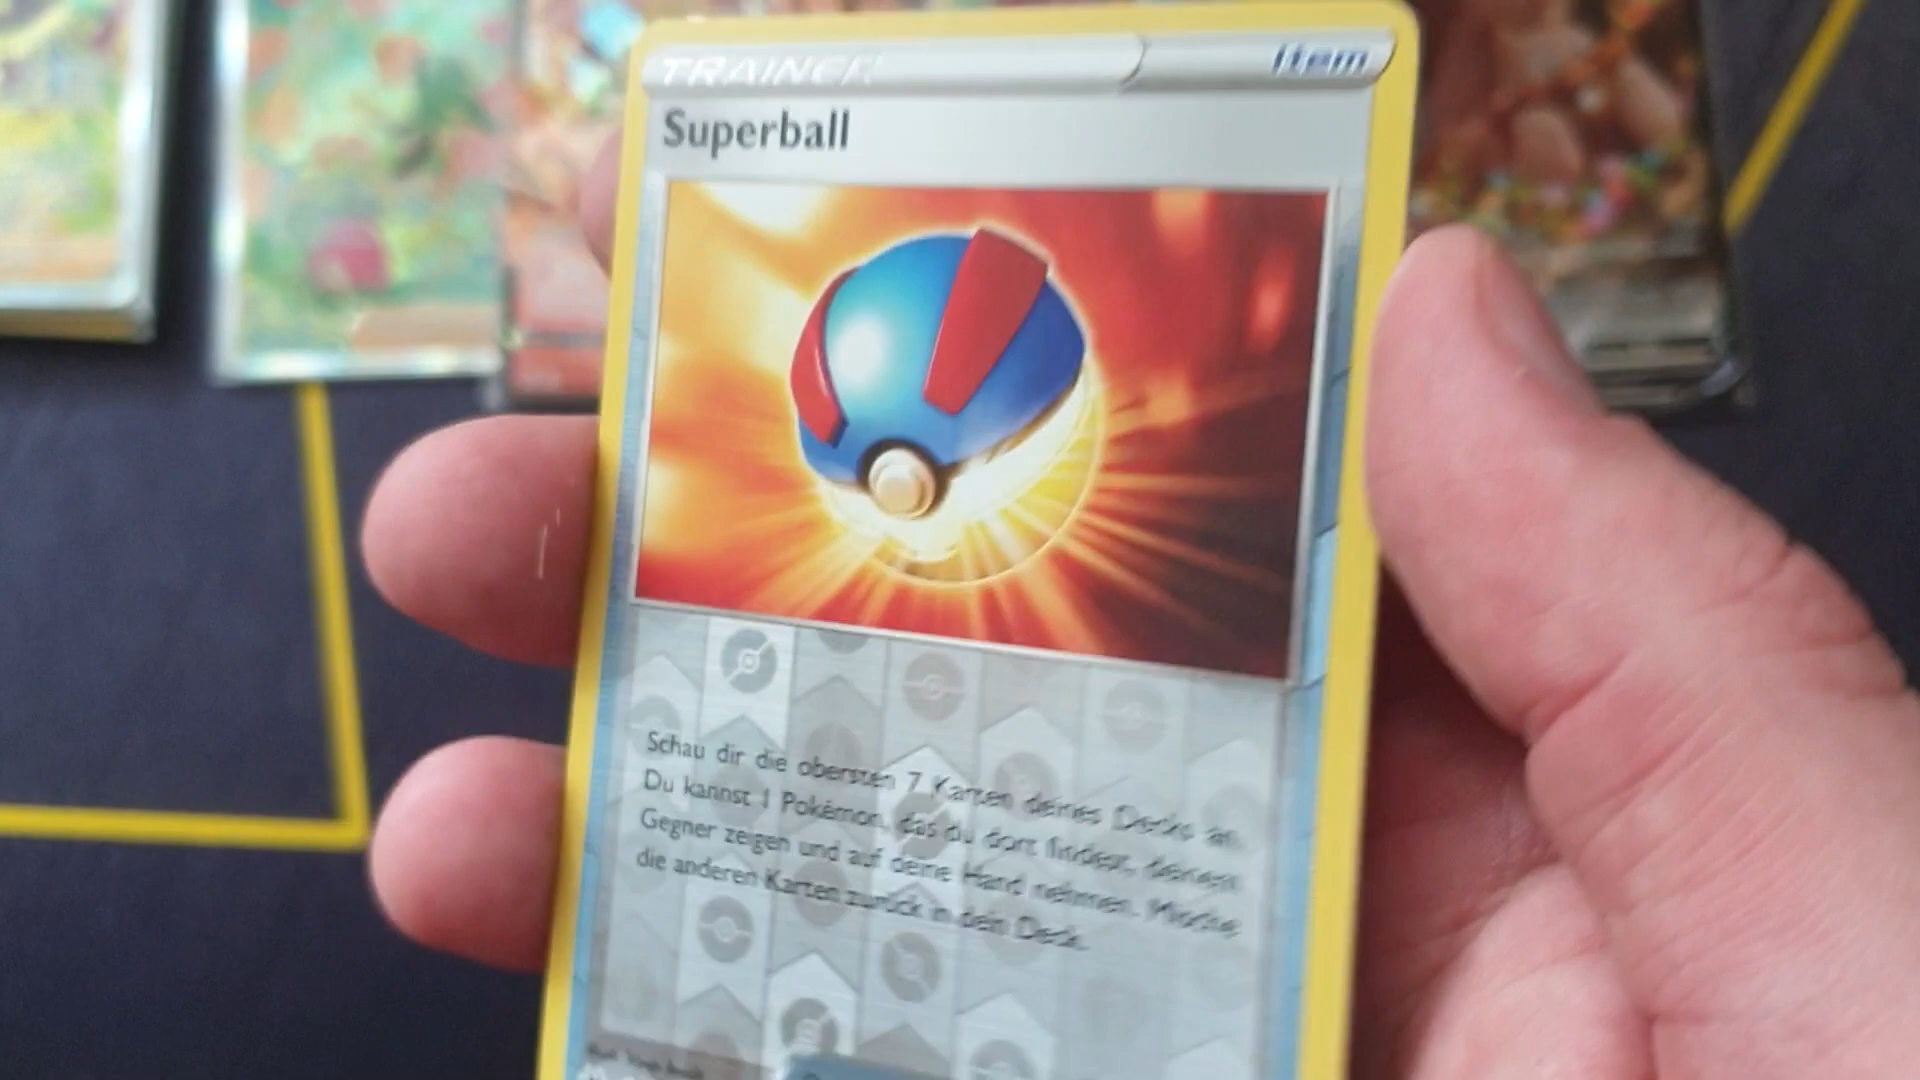 TRAINER
Item
Superball
Schau dir die obersten 7 Karten deines Decks an.
Du kannst 1 Pokémon, das du dort findest, deinem
Gegner zeigen und auf deine Hand nehmen. Mische
die anderen Karten zurück in dein Deck.